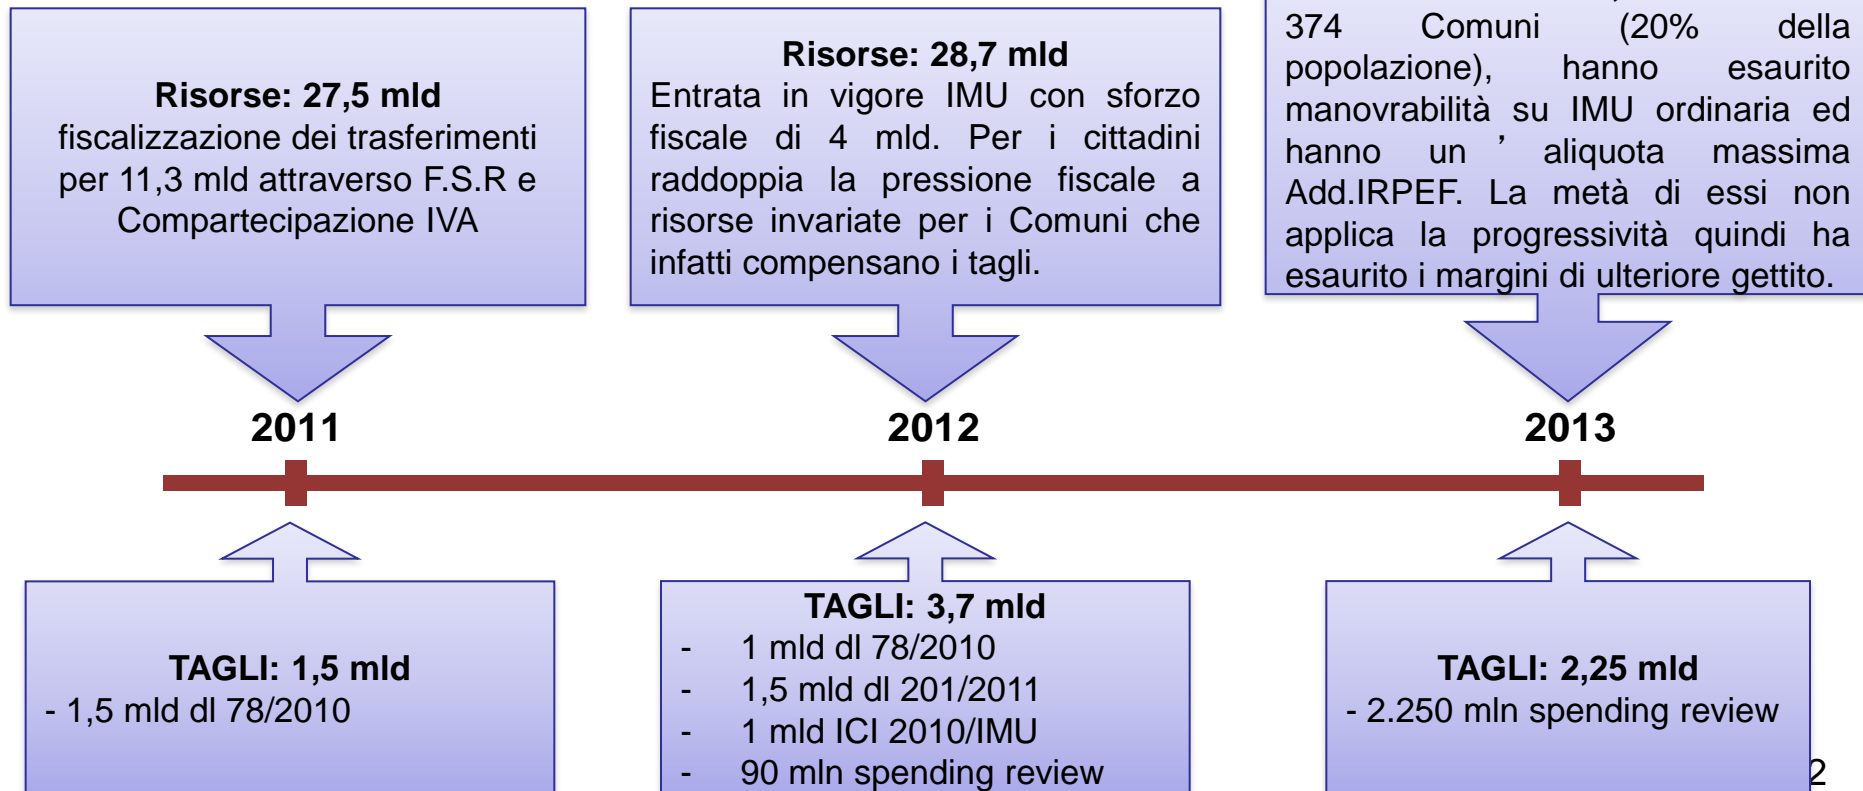 Risorse: 27,5 mld
fiscalizzazione dei trasferimenti
per 11,3 mld attraverso F.S.R e
Compartecipazione IVA
Risorse: 28,7 mld
Entrata in vigore IMU con sforzo
fiscale di 4 mld. Per i cittadini
raddoppia la pressione fiscale a
risorse invariate per i Comuni che
infatti compensano i tagli.
374 Comuni (20% della
popolazione), hanno esaurito
manovrabilità su IMU ordinaria ed
hanno un ’ aliquota massima
Add.IRPEF. La metà di essi non
applica la progressività quindi ha
esaurito i margini di ulteriore gettito.
2011
2012
2013
TAGLI: 1,5 mld
- 1,5 mld dl 78/2010
TAGLI: 3,7 mld
- 1 mld dl 78/2010
- 1,5 mld dl 201/2011
- 1 mld ICI 2010/IMU
- 90 mln spending review
TAGLI: 2,25 mld
- 2.250 mln spending review
2